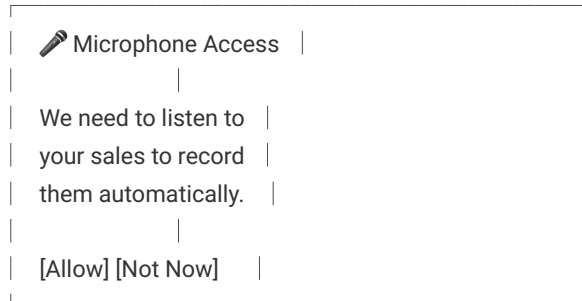 🎤 Microphone Access
We need to listen to
your sales to record
them automatically.
[Allow] [Not Now]